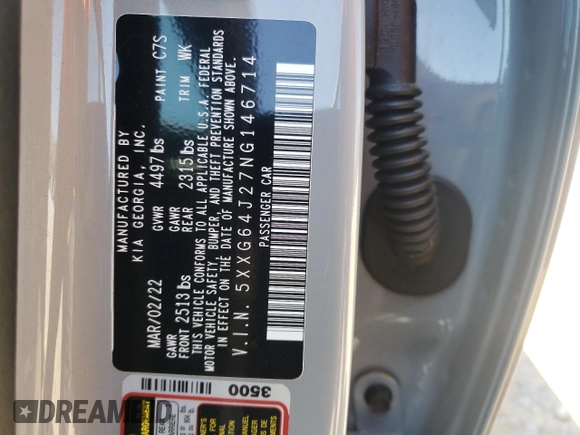 MANUFACTURED BY
KIA GEORGIA, INC.
MAR/02/22 GVWR 4497lbs PAINT C7S
GAWR FRONT 2513lbs GAWR REAR 2315lbs TRIM WK
THIS VEHICLE CONFORMS TO ALL APPLICABLE U.S.A. FEDERAL
MOTOR VEHICLE SAFETY, BUMPER, AND THEFT PREVENTION STANDARDS
IN EFFECT ON THE DATE OF MANUFACTURE SHOWN ABOVE.
V.I.N. 5XXG64J27NG146714
PASSENGER CAR
3500
DREAMBID